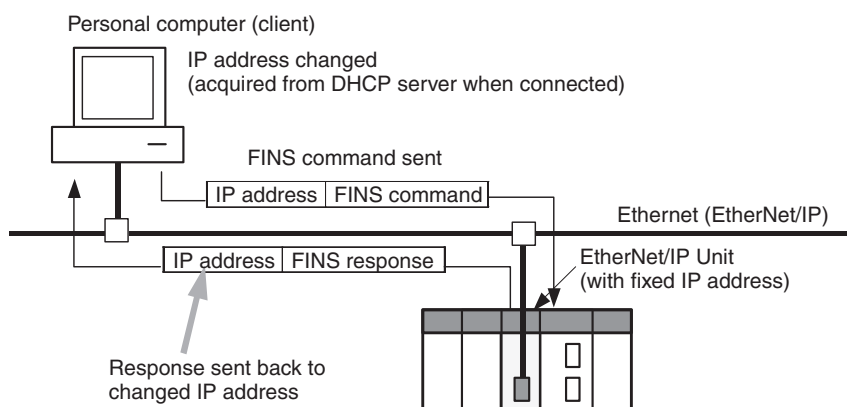 Personal computer (client)
IP address changed
(acquired from DHCP server when connected)
FINS command sent
IP address FINS command
Ethernet (EtherNet/IP)
IP address FINS response
EtherNet/IP Unit
(with fixed IP address)
Response sent back to
changed IP address